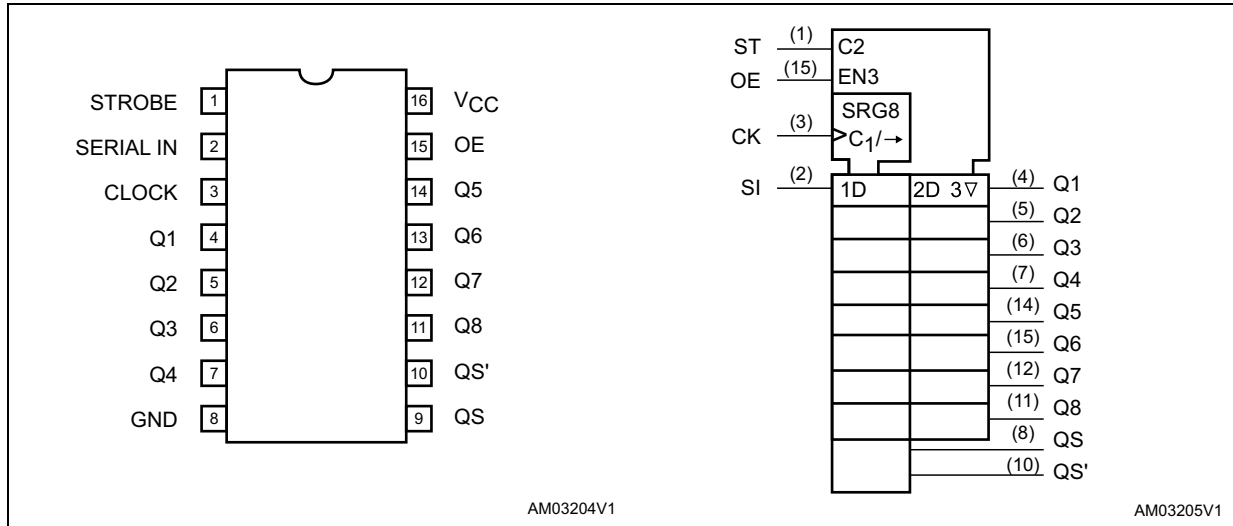 STROBE 1 16 VCC
SERIAL IN 2 15 OE
CLOCK 3 14 Q5
Q1 4 13 Q6
Q2 5 12 Q7
Q3 6 11 Q8
Q4 7 10 QS'
GND 8 9 QS
AM03204V1
ST (1) C2
OE (15) EN3
SRG8
CK (3) C1/→
SI (2) 1D 2D 3▽ (4) Q1
(5) Q2
(6) Q3
(7) Q4
(14) Q5
(15) Q6
(12) Q7
(11) Q8
(8) QS
(10) QS'
AM03205V1